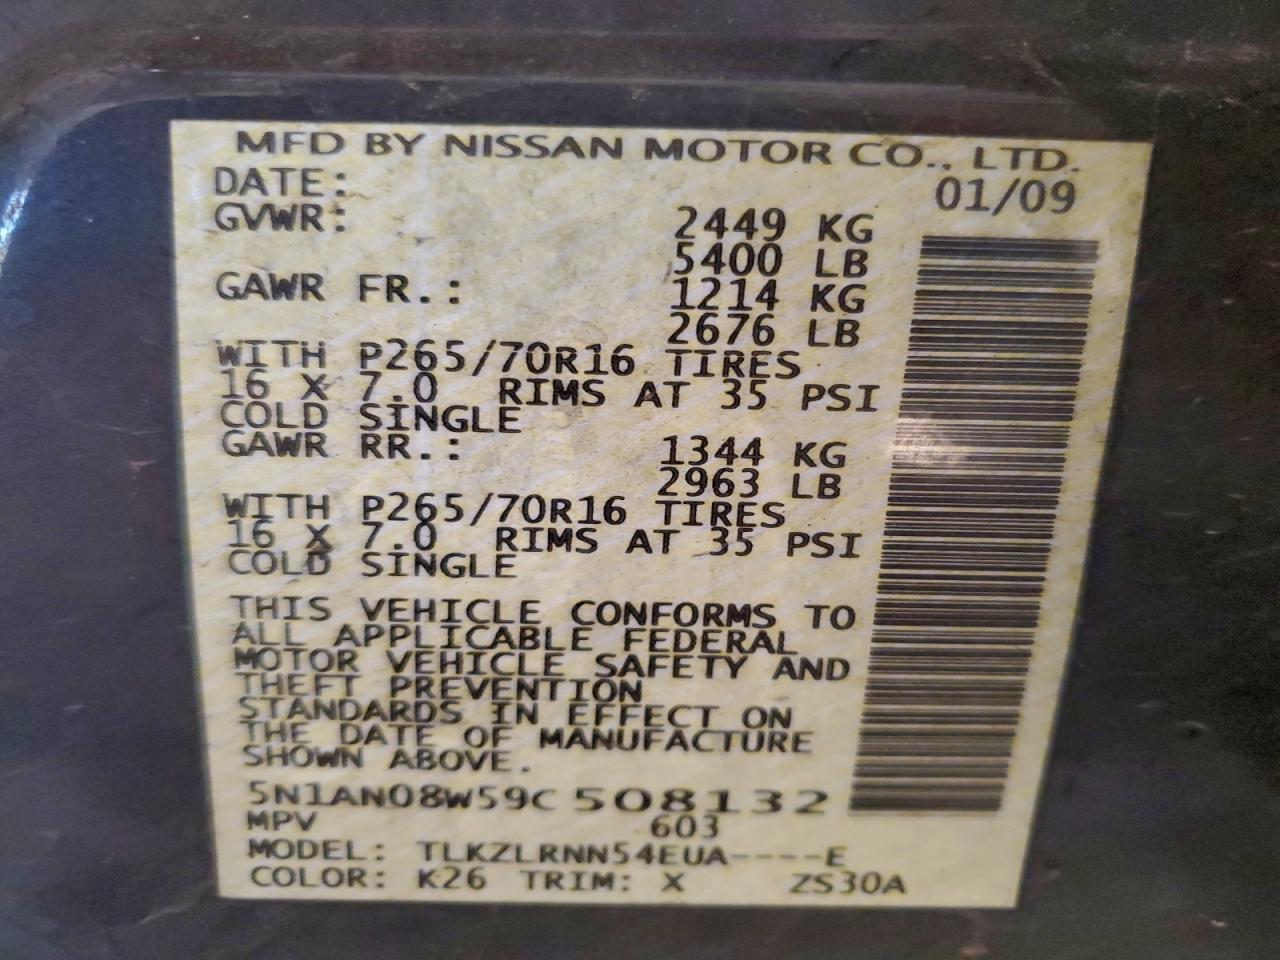 MFD BY NISSAN MOTOR CO., LTD.
DATE: 01/09
GVWR: 2449 KG
5400 LB
GAWR FR.: 1214 KG
2676 LB
WITH P265/70R16 TIRES
16 X 7.0 RIMS AT 35 PSI
COLD SINGLE
GAWR RR.: 1344 KG
2963 LB
WITH P265/70R16 TIRES
16 X 7.0 RIMS AT 35 PSI
COLD SINGLE
THIS VEHICLE CONFORMS TO
ALL APPLICABLE FEDERAL
MOTOR VEHICLE SAFETY AND
THEFT PREVENTION
STANDARDS IN EFFECT ON
THE DATE OF MANUFACTURE
SHOWN ABOVE.
5N1AN08W59C508132
MPV 603
MODEL: TLKZLRNN54EUA----E
COLOR: K26 TRIM: X ZS30A